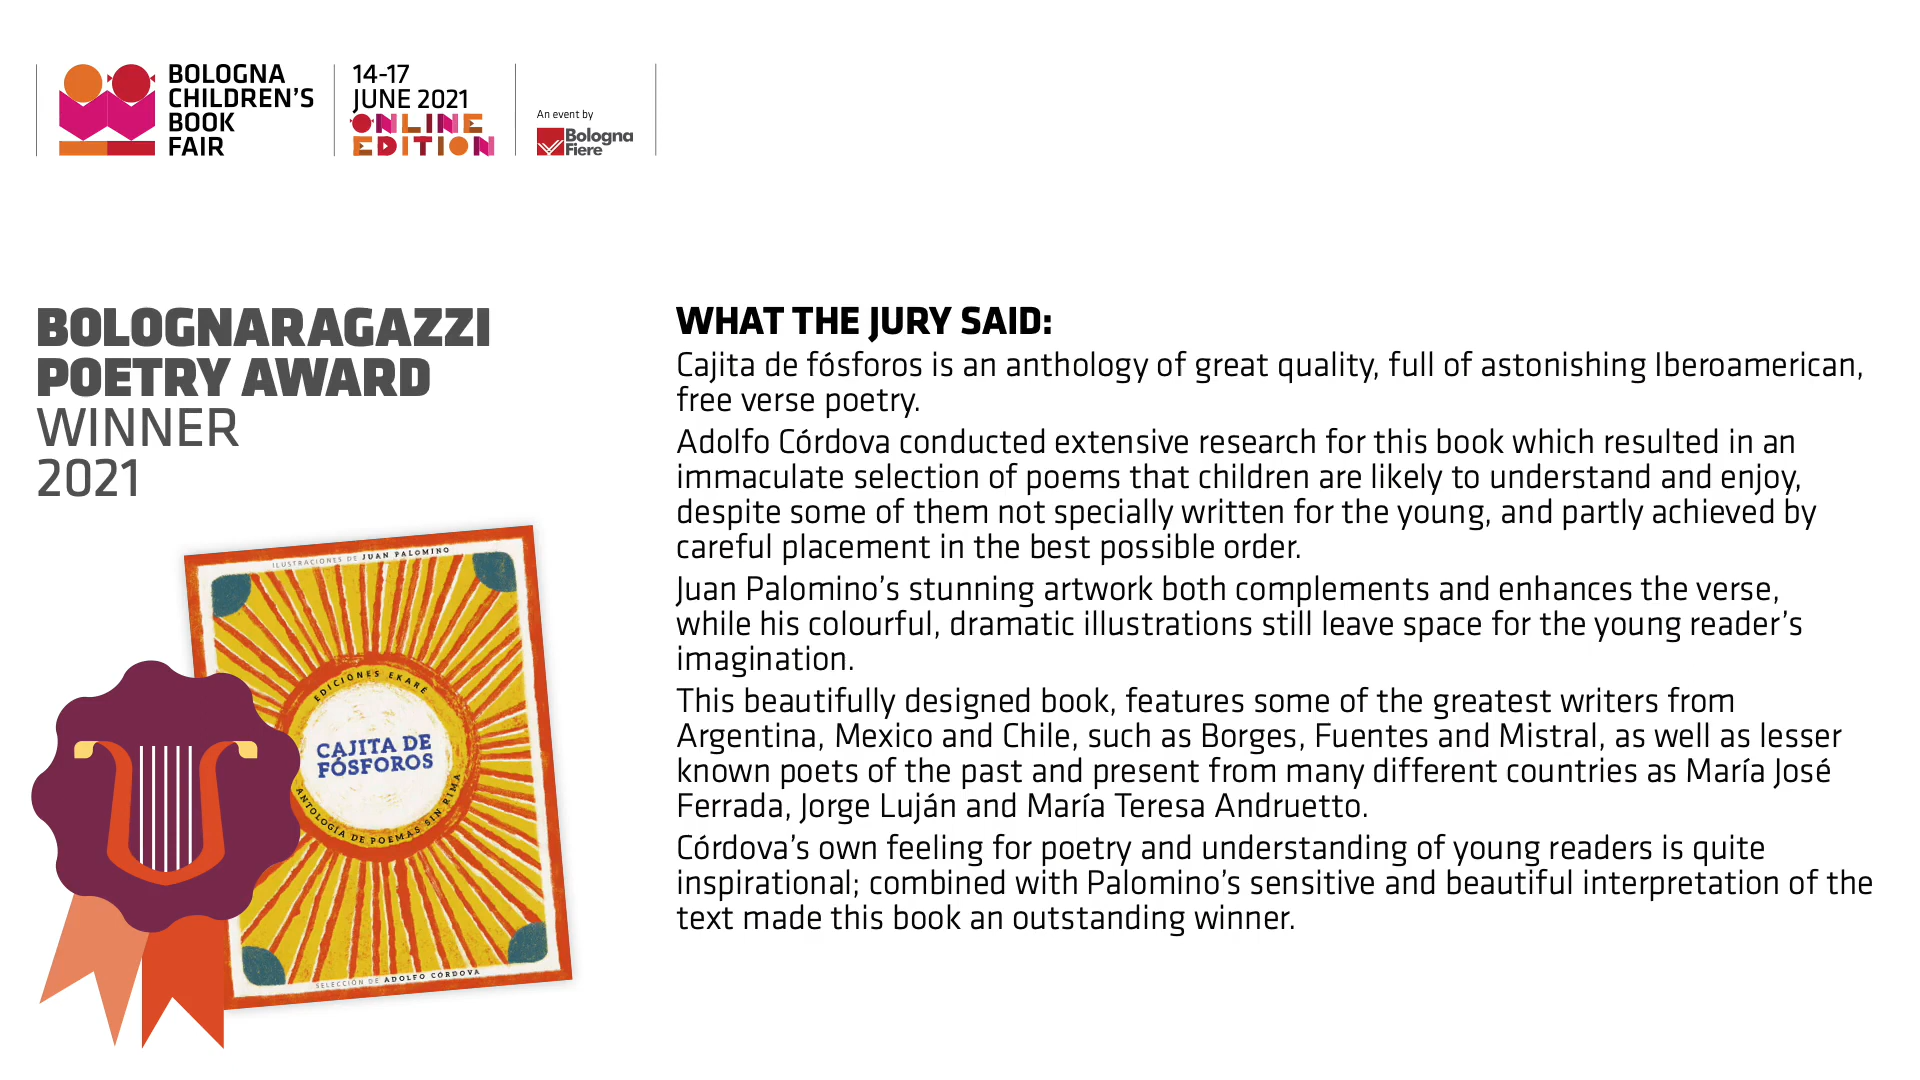 BOLOGNA
CHILDREN'S
BOOK
FAIR
14-17
JUNE 2021
ONLINE
EDITION
An event by
Bologna
Fiere
BOLOGNARAGAZZI
POETRY AWARD
WINNER
2021
ILUSTRACIONES DE JUAN PALOMINO
EDICIONES EKARÉ
CAJITA DE
FÓSFOROS
ANTOLOGÍA DE POEMAS SIN RIMA
SELECCIÓN DE ADOLFO CÓRDOVA
WHAT THE JURY SAID:
Cajita de fósforos is an anthology of great quality, full of astonishing Iberoamerican,
free verse poetry.
Adolfo Córdova conducted extensive research for this book which resulted in an
immaculate selection of poems that children are likely to understand and enjoy,
despite some of them not specially written for the young, and partly achieved by
careful placement in the best possible order.
Juan Palomino's stunning artwork both complements and enhances the verse,
while his colourful, dramatic illustrations still leave space for the young reader's
imagination.
This beautifully designed book, features some of the greatest writers from
Argentina, Mexico and Chile, such as Borges, Fuentes and Mistral, as well as lesser
known poets of the past and present from many different countries as María José
Ferrada, Jorge Luján and María Teresa Andruetto.
Córdova's own feeling for poetry and understanding of young readers is quite
inspirational; combined with Palomino's sensitive and beautiful interpretation of the
text made this book an outstanding winner.